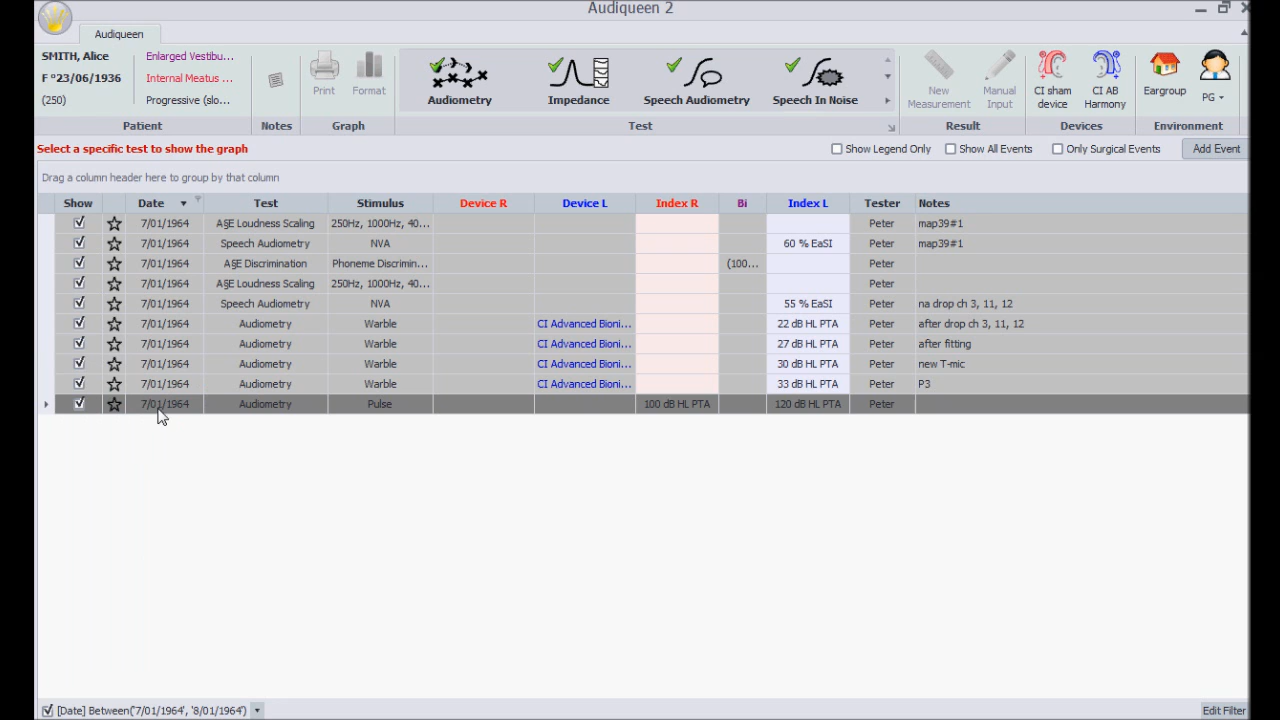 Audiqueen 2
Audiqueen
SMITH, Alice
F °23/06/1936
(250)
Enlarged Vestibu...
Internal Meatus ...
Progressive (slo...
Print
Format
Audiometry
Impedance
Speech Audiometry
Speech In Noise
New Measurement
Manual Input
CI sham device
CI AB Harmony
Eargroup
PG
Patient Notes Graph Test Result Devices Environment
Select a specific test to show the graph
Show Legend Only Show All Events Only Surgical Events Add Event
Drag a column header here to group by that column
Show Date Test Stimulus Device R Device L Index R Bi Index L Tester Notes
7/01/1964 A§E Loudness Scaling 250Hz, 1000Hz, 40... Peter map39#1
7/01/1964 Speech Audiometry NVA 60 % EaSI Peter map39#1
7/01/1964 A§E Discrimination Phoneme Discrimin... (100... Peter
7/01/1964 A§E Loudness Scaling 250Hz, 1000Hz, 40... Peter
7/01/1964 Speech Audiometry NVA 55 % EaSI Peter na drop ch 3, 11, 12
7/01/1964 Audiometry Warble CI Advanced Bioni... 22 dB HL PTA Peter after drop ch 3, 11, 12
7/01/1964 Audiometry Warble CI Advanced Bioni... 27 dB HL PTA Peter after fitting
7/01/1964 Audiometry Warble CI Advanced Bioni... 30 dB HL PTA Peter new T-mic
7/01/1964 Audiometry Warble CI Advanced Bioni... 33 dB HL PTA Peter P3
7/01/1964 Audiometry Pulse 100 dB HL PTA 120 dB HL PTA Peter
[Date] Between('7/01/1964', '8/01/1964') Edit Filter